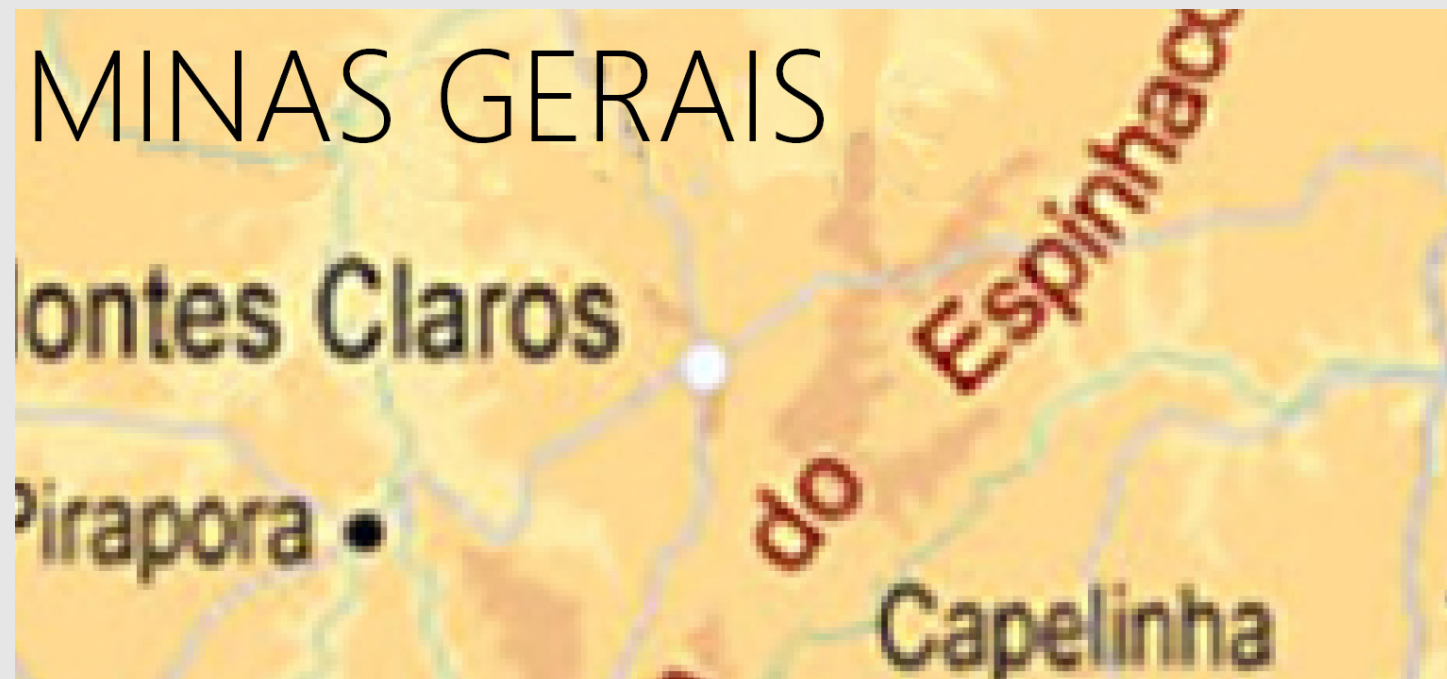 MINAS GERAIS
ontes Claros
Pirapora
do Espinhaço
Capelinha